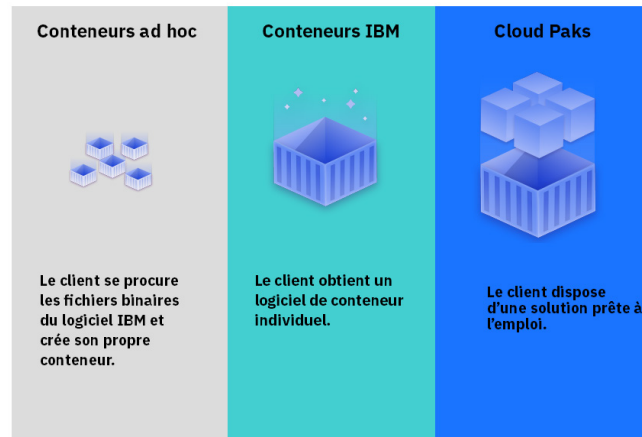 Conteneurs ad hoc
Conteneurs IBM
Cloud Paks
Le client se procure
les fichiers binaires
du logiciel IBM et
crée son propre
conteneur.
Le client obtient un
logiciel de conteneur
individuel.
Le client dispose
d'une solution prête à
l'emploi.